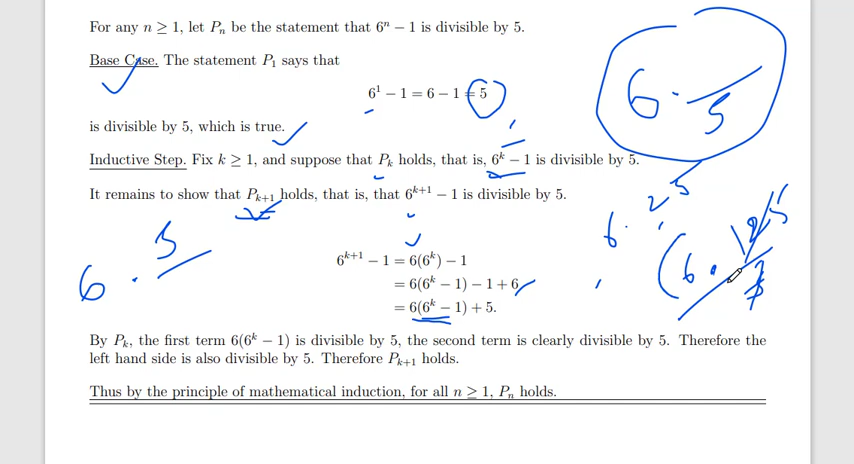 For any n ≥ 1, let Pₙ be the statement that 6ⁿ − 1 is divisible by 5.
Base Case. The statement P₁ says that
6¹ − 1 = 6 − 1 = 5
is divisible by 5, which is true.
Inductive Step. Fix k ≥ 1, and suppose that Pₖ holds, that is, 6ᵏ − 1 is divisible by 5.
It remains to show that Pₖ₊₁ holds, that is, that 6ᵏ⁺¹ − 1 is divisible by 5.
6ᵏ⁺¹ − 1 = 6(6ᵏ) − 1
= 6(6ᵏ − 1) − 1 + 6
= 6(6ᵏ − 1) + 5.
By Pₖ, the first term 6(6ᵏ − 1) is divisible by 5, the second term is clearly divisible by 5. Therefore the
left hand side is also divisible by 5. Therefore Pₖ₊₁ holds.
Thus by the principle of mathematical induction, for all n ≥ 1, Pₙ holds.
6 · 5
6 · 5
6 · 25